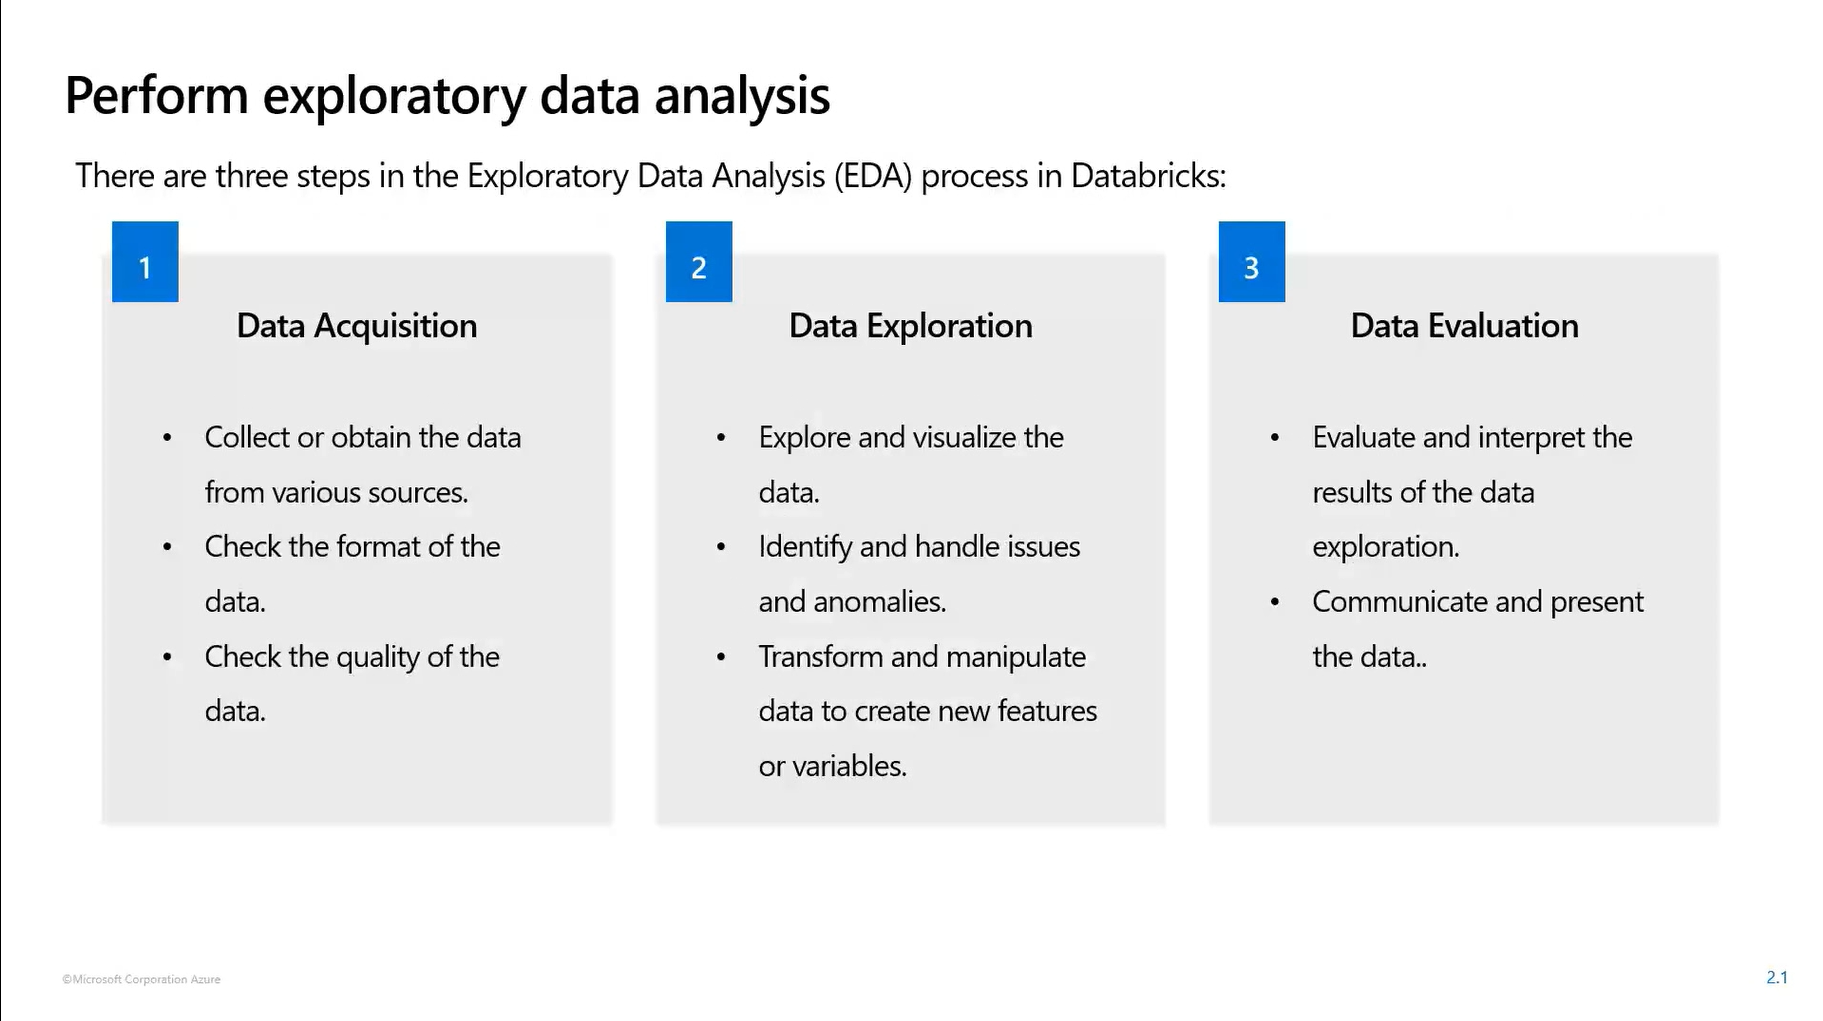 Perform exploratory data analysis
There are three steps in the Exploratory Data Analysis (EDA) process in Databricks:
1
Data Acquisition
• Collect or obtain the data
from various sources.
• Check the format of the
data.
• Check the quality of the
data.
2
Data Exploration
• Explore and visualize the
data.
• Identify and handle issues
and anomalies.
• Transform and manipulate
data to create new features
or variables.
3
Data Evaluation
• Evaluate and interpret the
results of the data
exploration.
• Communicate and present
the data..
©Microsoft Corporation Azure
2.1